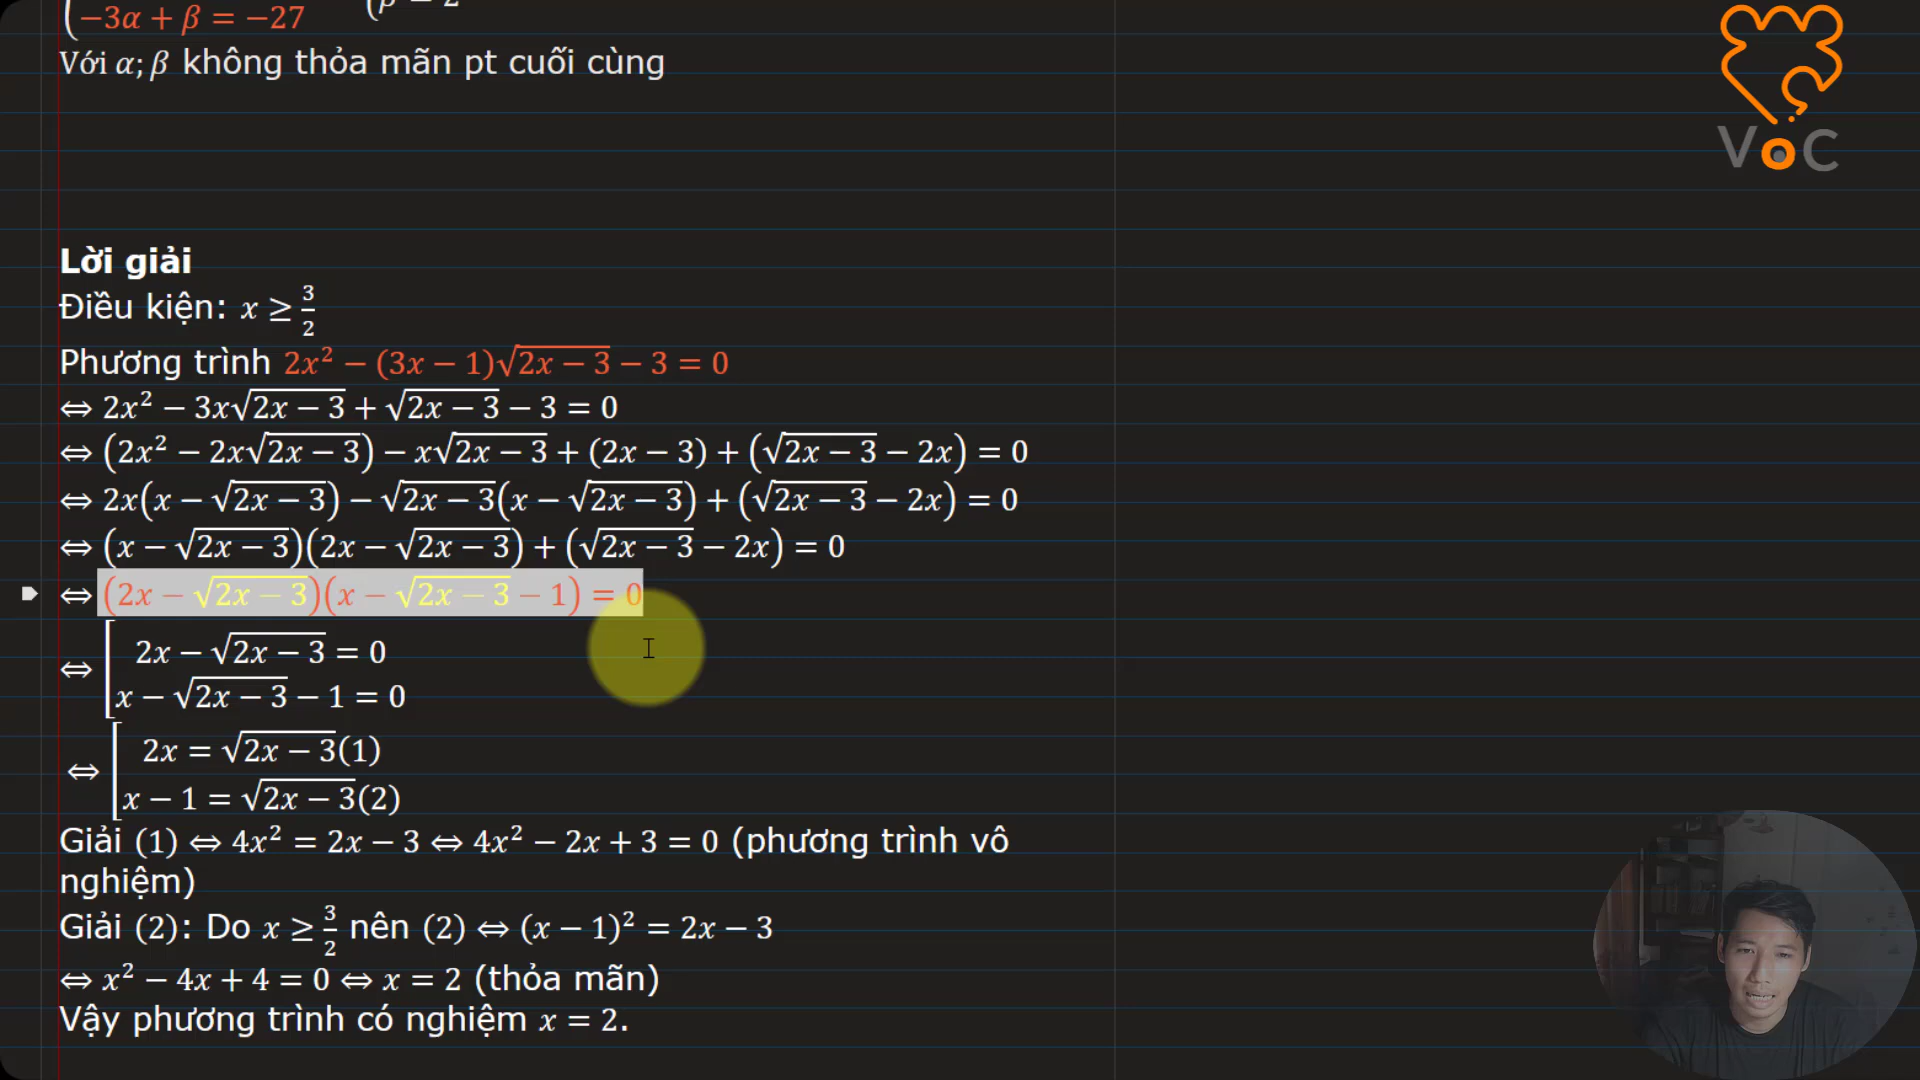 −3α + β = −27
Với α; β không thỏa mãn pt cuối cùng
VoC
Lời giải
Điều kiện: x ≥ 3/2
Phương trình 2x² − (3x − 1)√(2x − 3) − 3 = 0
⇔ 2x² − 3x√(2x − 3) + √(2x − 3) − 3 = 0
⇔ (2x² − 2x√(2x − 3)) − x√(2x − 3) + (2x − 3) + (√(2x − 3) − 2x) = 0
⇔ 2x(x − √(2x − 3)) − √(2x − 3)(x − √(2x − 3)) + (√(2x − 3) − 2x) = 0
⇔ (x − √(2x − 3))(2x − √(2x − 3)) + (√(2x − 3) − 2x) = 0
⇔ (2x − √(2x − 3))(x − √(2x − 3) − 1) = 0
⇔ [ 2x − √(2x − 3) = 0
x − √(2x − 3) − 1 = 0
⇔ [ 2x = √(2x − 3)(1)
x − 1 = √(2x − 3)(2)
Giải (1) ⇔ 4x² = 2x − 3 ⇔ 4x² − 2x + 3 = 0 (phương trình vô
nghiệm)
Giải (2): Do x ≥ 3/2 nên (2) ⇔ (x − 1)² = 2x − 3
⇔ x² − 4x + 4 = 0 ⇔ x = 2 (thỏa mãn)
Vậy phương trình có nghiệm x = 2.